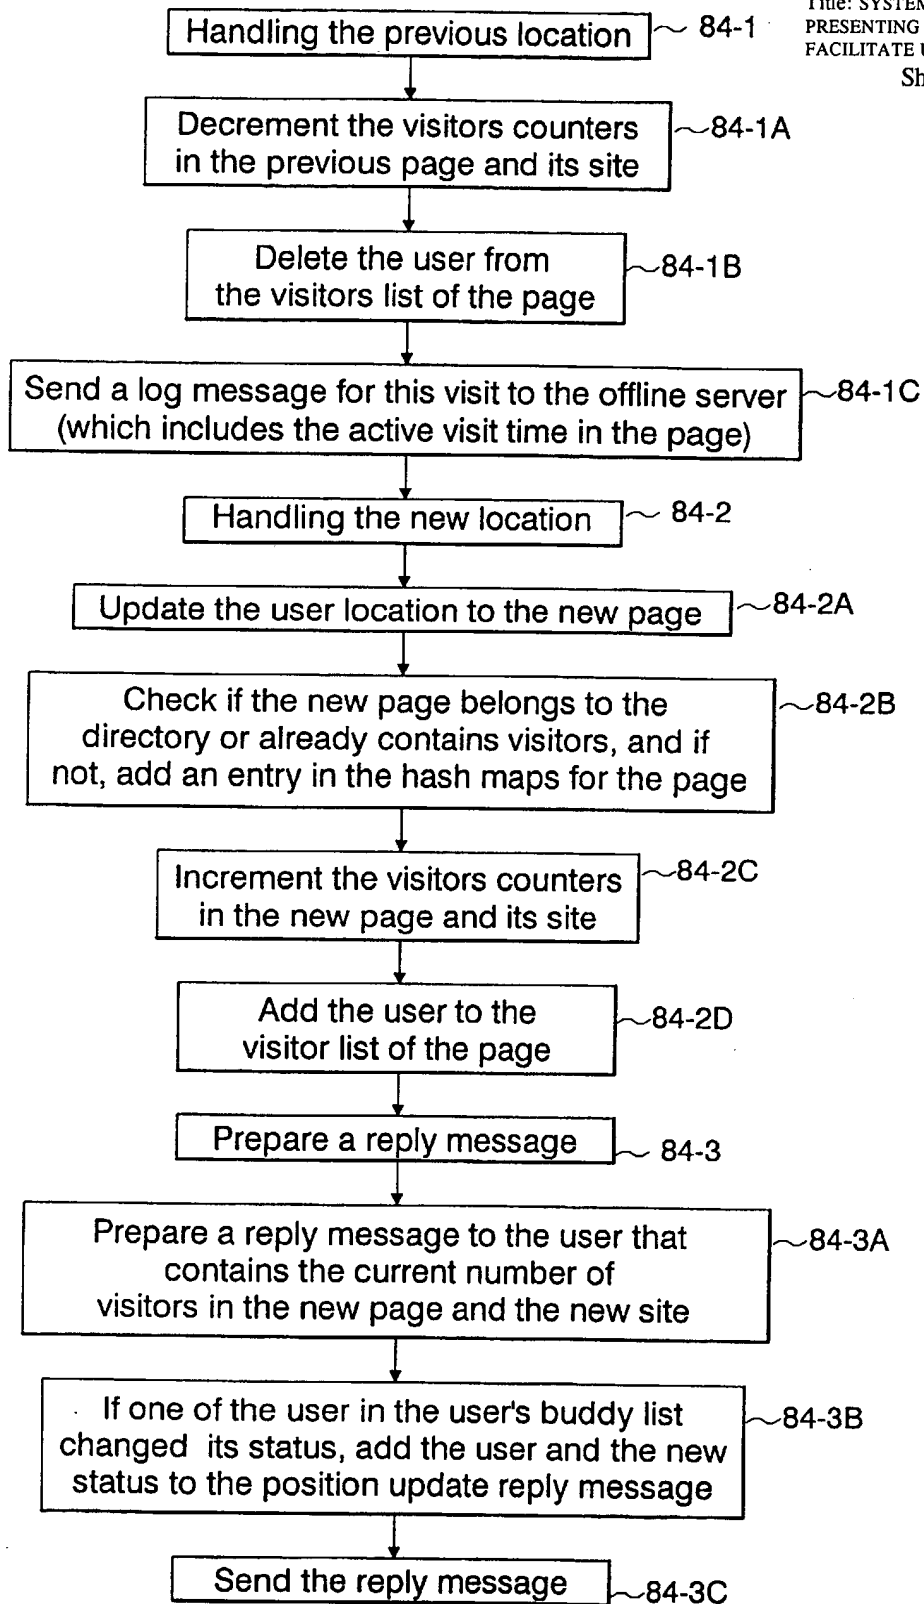 Title: SYSTEM
PRESENTING
FACILITATE U
Sh
Handling the previous location
84-1
Decrement the visitors counters
in the previous page and its site
84-1A
Delete the user from
the visitors list of the page
84-1B
Send a log message for this visit to the offline server
(which includes the active visit time in the page)
84-1C
Handling the new location
84-2
Update the user location to the new page
84-2A
Check if the new page belongs to the
directory or already contains visitors, and if
not, add an entry in the hash maps for the page
84-2B
Increment the visitors counters
in the new page and its site
84-2C
Add the user to the
visitor list of the page
84-2D
Prepare a reply message
84-3
Prepare a reply message to the user that
contains the current number of
visitors in the new page and the new site
84-3A
If one of the user in the user's buddy list
changed its status, add the user and the new
status to the position update reply message
84-3B
Send the reply message
84-3C